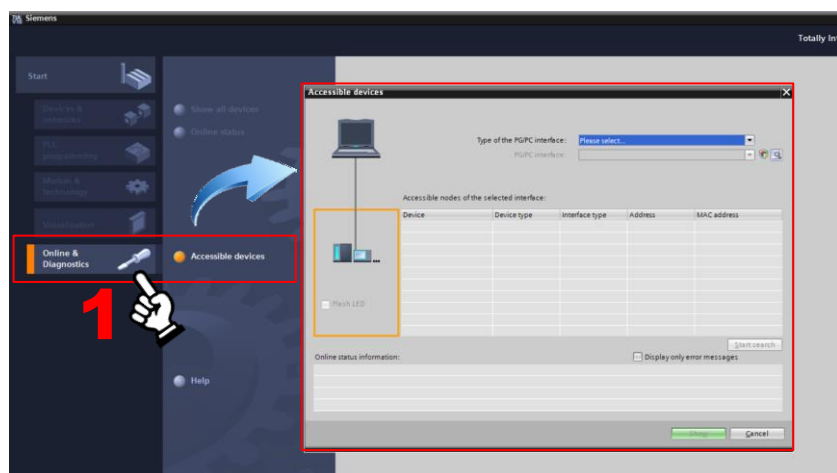 Siemens
Totally In
Start
Devices &
networks
PLC
programming
Motion &
technology
Visualization
Online &
Diagnostics
1
Show all devices
Online status
Accessible devices
Help
Accessible devices
Type of the PG/PC interface: Please select...
PG/PC interface:
Accessible nodes of the selected interface:
Device Device type Interface type Address MAC address
Flash LED
Start search
Online status information: Display only error messages
Show Cancel